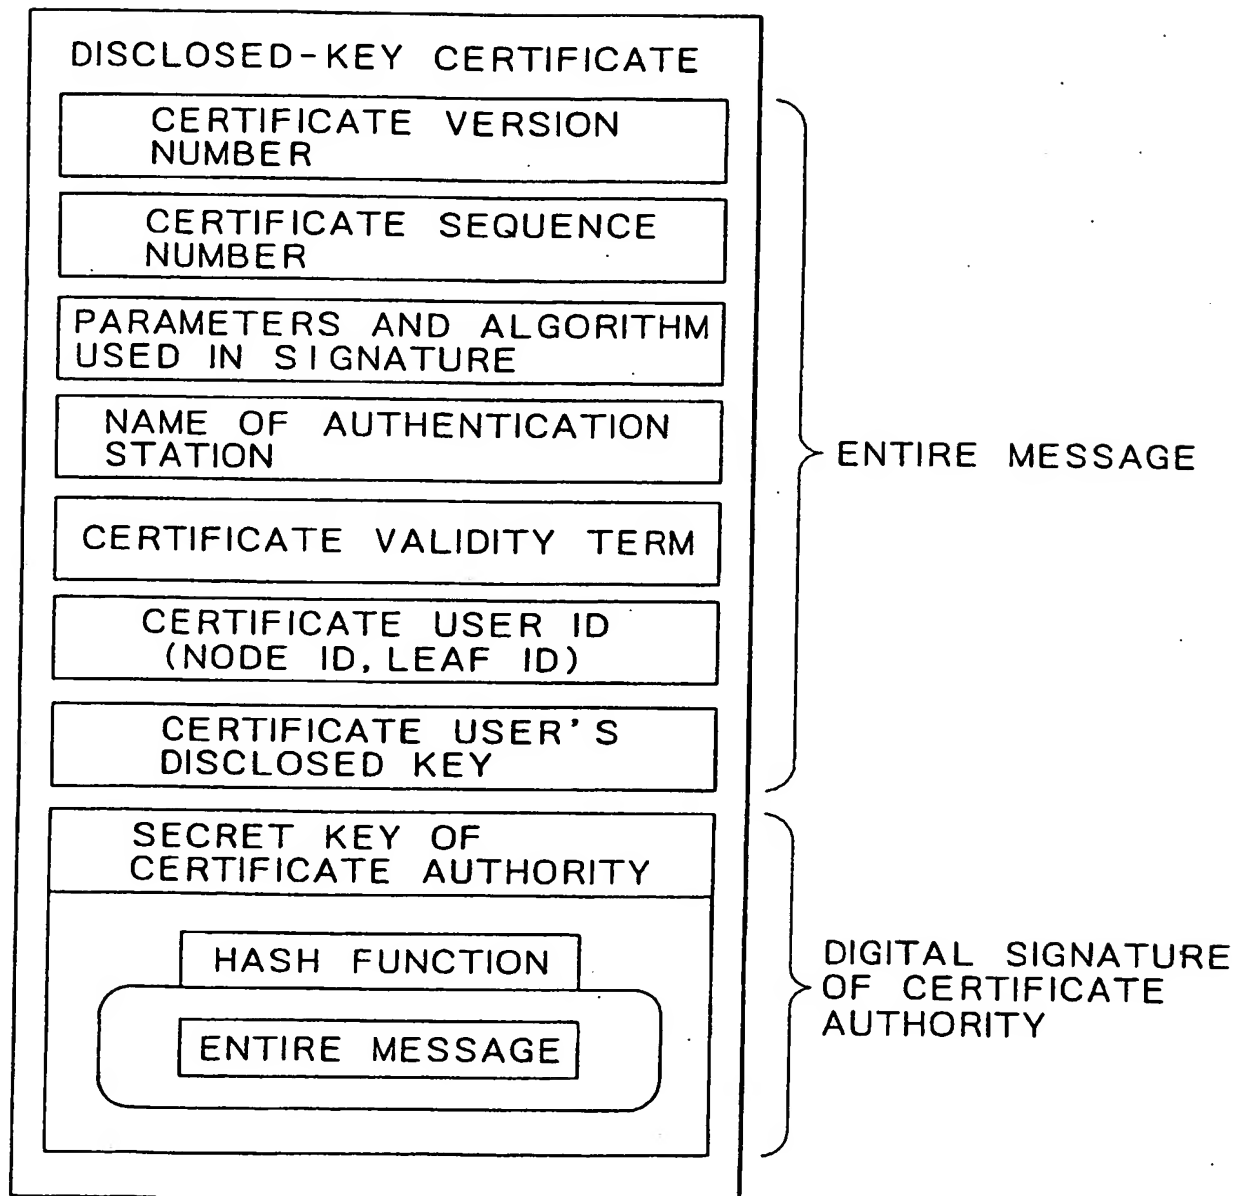 DISCLOSED-KEY CERTIFICATE
CERTIFICATE VERSION
NUMBER
CERTIFICATE SEQUENCE
NUMBER
PARAMETERS AND ALGORITHM
USED IN SIGNATURE
NAME OF AUTHENTICATION
STATION
CERTIFICATE VALIDITY TERM
CERTIFICATE USER ID
(NODE ID, LEAF ID)
CERTIFICATE USER'S
DISCLOSED KEY
ENTIRE MESSAGE
SECRET KEY OF
CERTIFICATE AUTHORITY
HASH FUNCTION
ENTIRE MESSAGE
DIGITAL SIGNATURE
OF CERTIFICATE
AUTHORITY